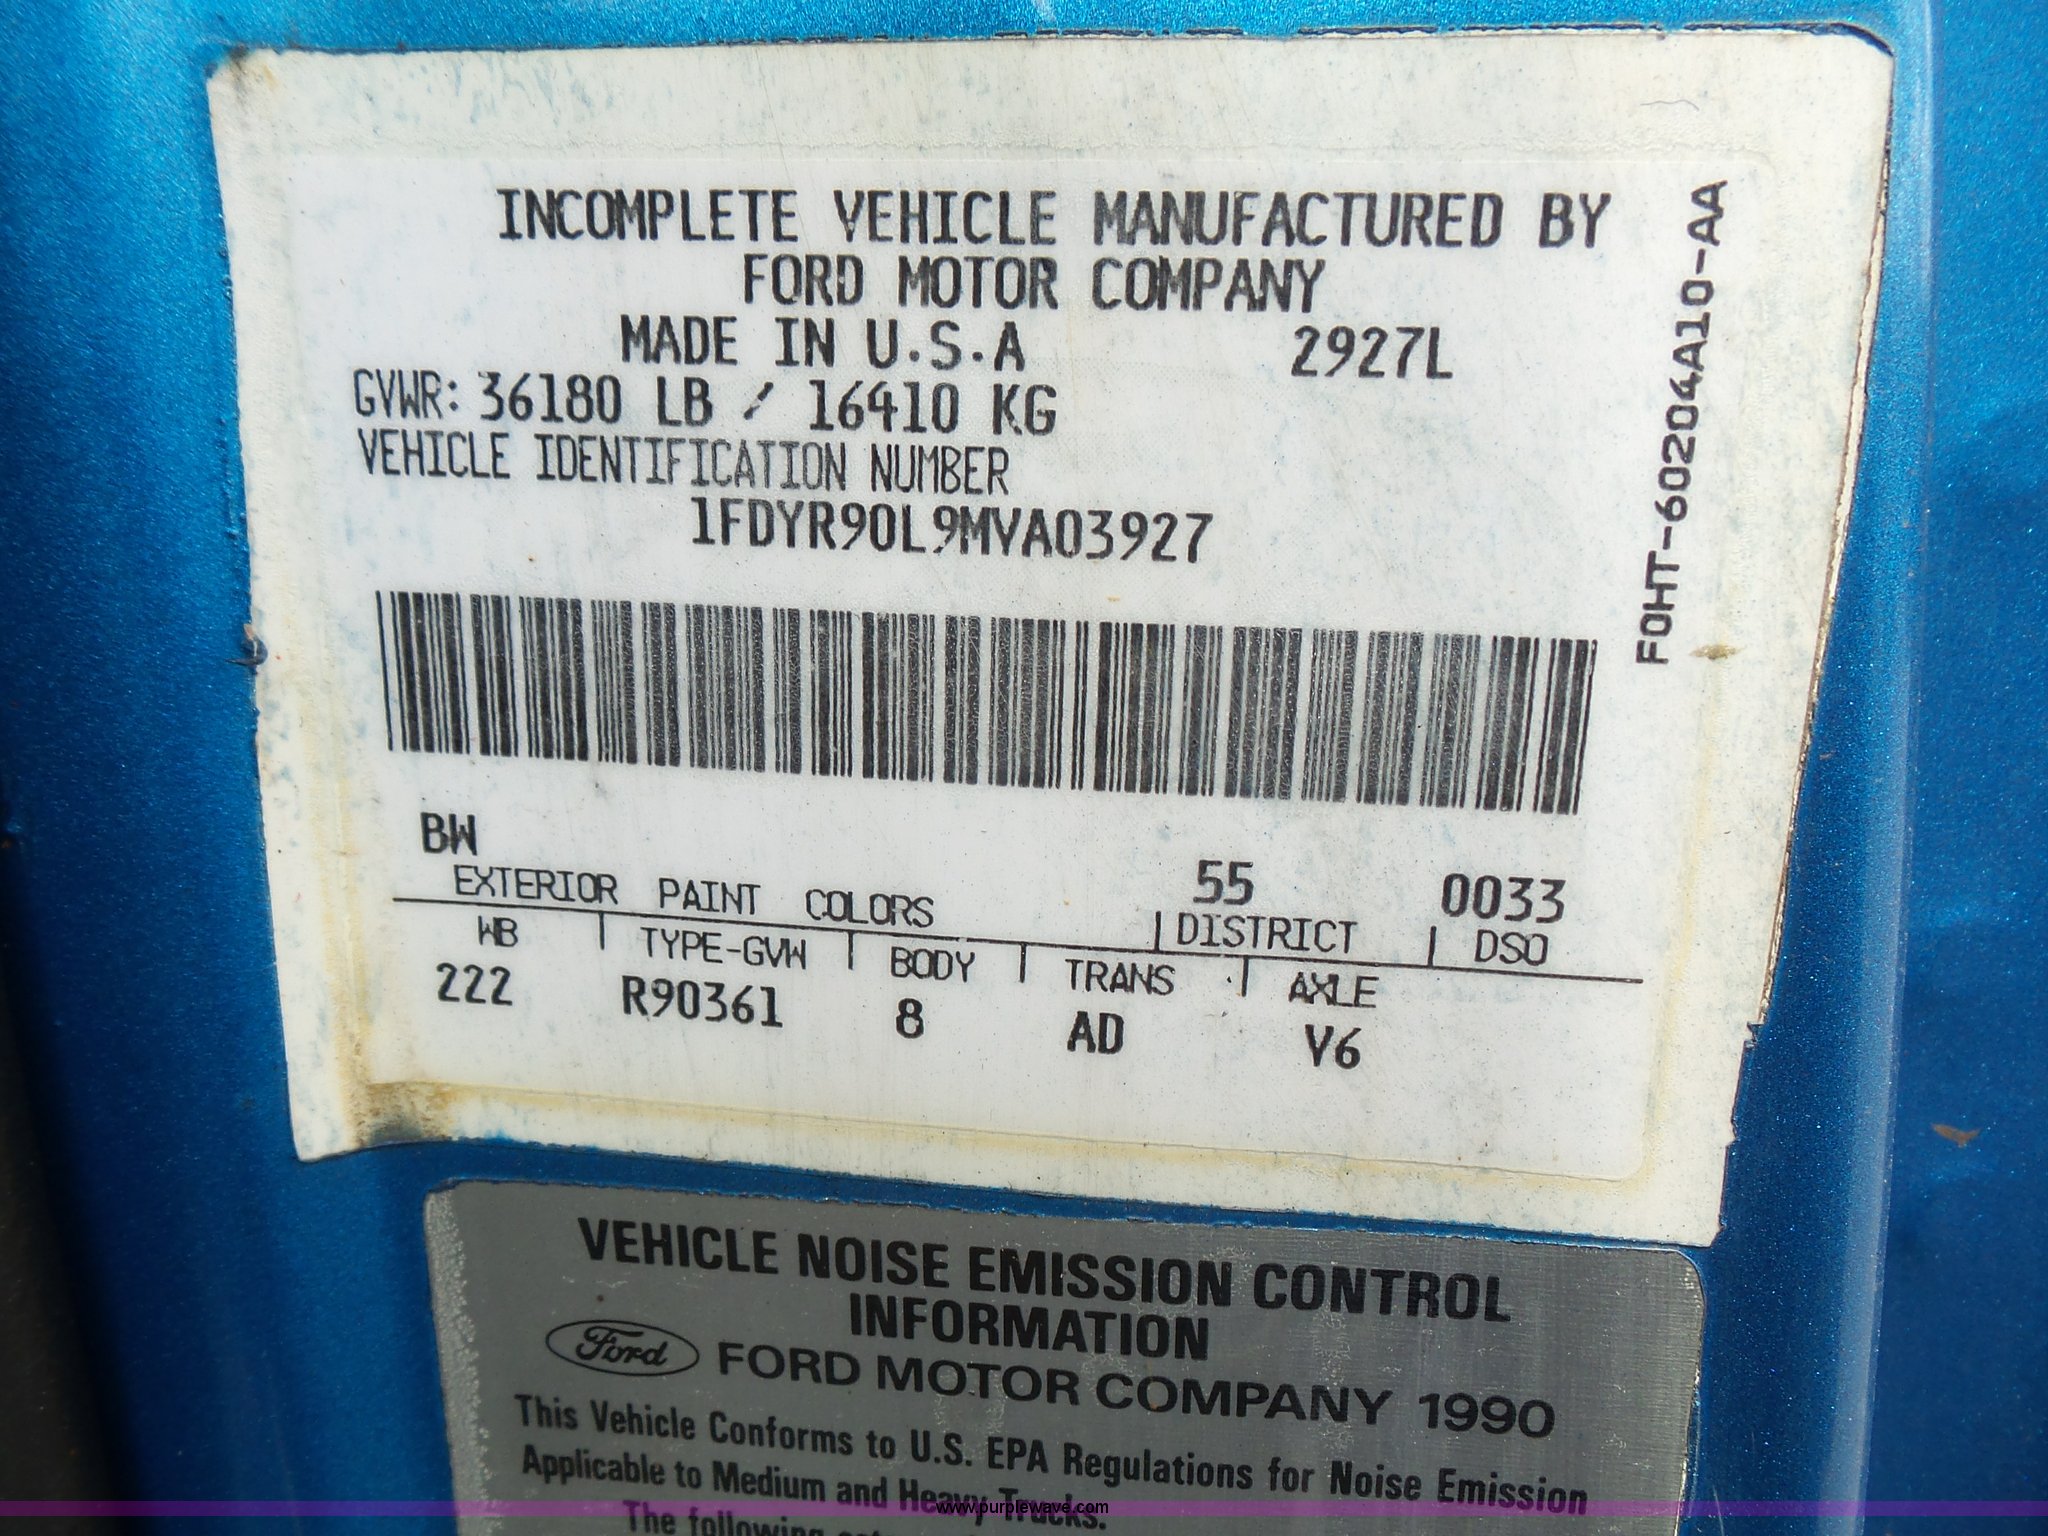 INCOMPLETE VEHICLE MANUFACTURED BY
FORD MOTOR COMPANY
MADE IN U.S.A 2927L
GVWR: 36180 LB / 16410 KG
VEHICLE IDENTIFICATION NUMBER
1FDYR90L9MVA03927
F0HT-60204A10-AA
BW 55 0033
EXTERIOR PAINT COLORS DISTRICT DSO
WB TYPE-GVW BODY TRANS AXLE
222 R90361 8 AD V6
VEHICLE NOISE EMISSION CONTROL
INFORMATION
Ford FORD MOTOR COMPANY 1990
This Vehicle Conforms to U.S. EPA Regulations for Noise Emission
Applicable to Medium and Heavy Trucks.
The following
www.purplewave.com